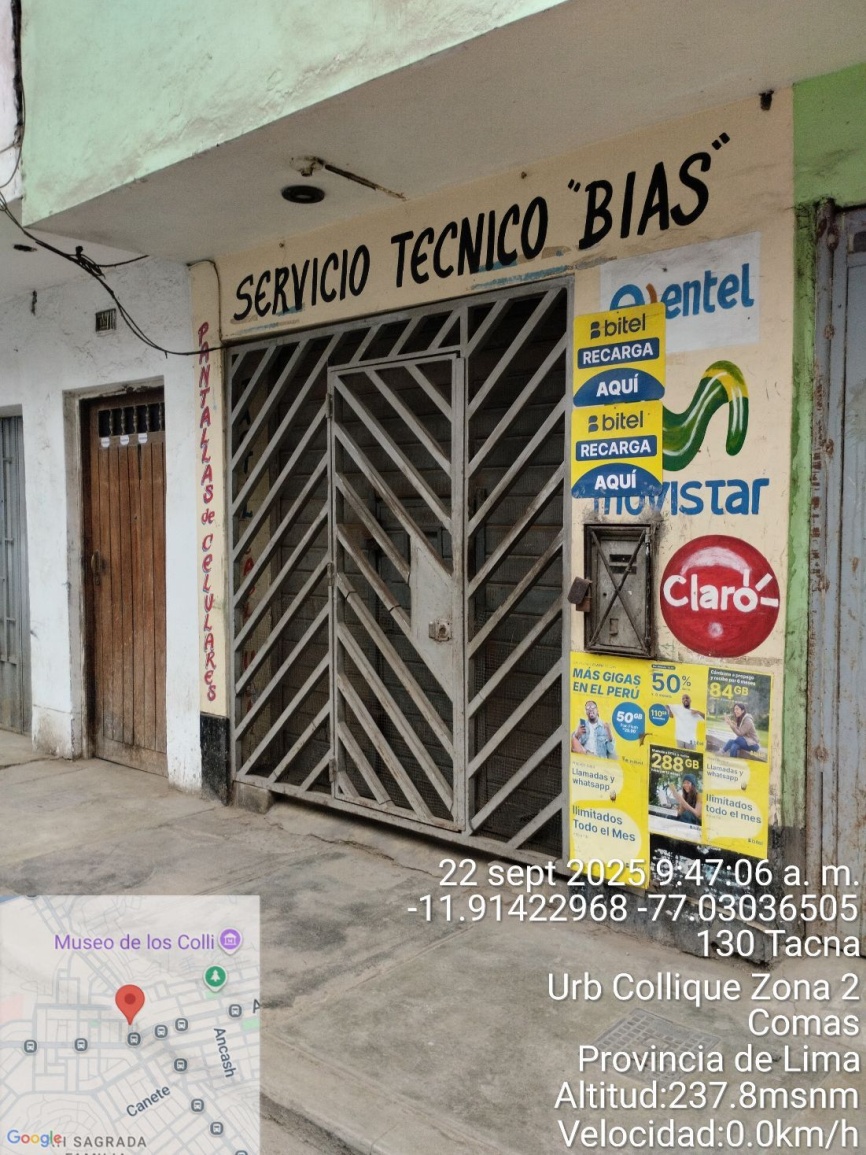 SERVICIO TECNICO "BIAS"
PANTALLAS de CELULARES
entel
bitel
RECARGA
AQUÍ
bitel
RECARGA
AQUÍ
movistar
Claro
MÁS GIGAS
EN EL PERÚ
50GB
Llamadas y
whatsapp
Ilimitados
Todo el Mes
50%
110GB
288GB
84GB
Llamadas y
whatsapp
Ilimitados
todo el mes
22 sept 2025 9:47:06 a. m.
-11.91422968 -77.03036505
130 Tacna
Urb Collique Zona 2
Comas
Provincia de Lima
Altitud:237.8msnm
Velocidad:0.0km/h
Museo de los Colli
Ancash
Canete
SAGRADA
Google